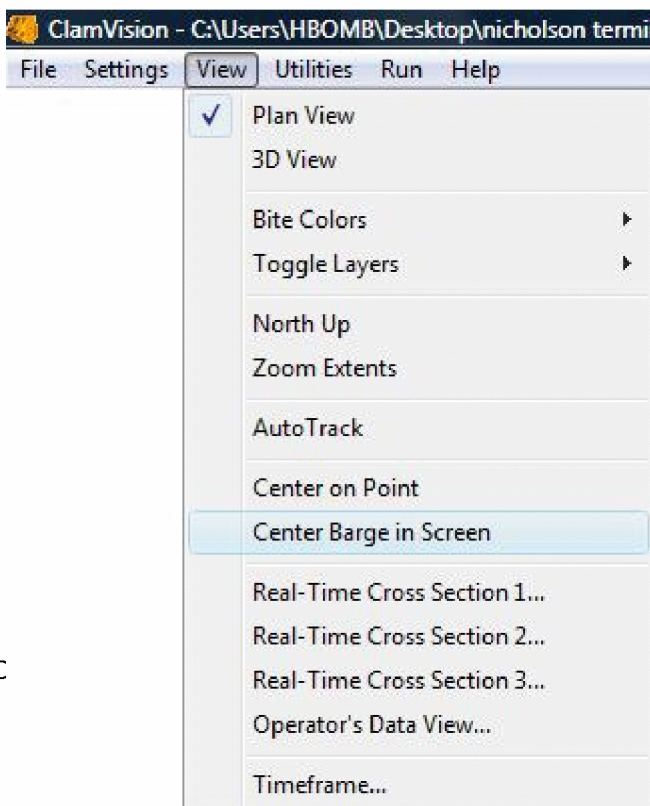 ClamVision - C:\Users\HBOMB\Desktop\nicholson termi
File Settings View Utilities Run Help
✓ Plan View
3D View
Bite Colors
Toggle Layers
North Up
Zoom Extents
AutoTrack
Center on Point
Center Barge in Screen
Real-Time Cross Section 1...
Real-Time Cross Section 2...
Real-Time Cross Section 3...
Operator's Data View...
Timeframe...